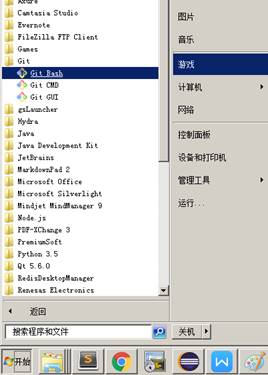 Axure
Camtasia Studio
Evernote
FileZilla FTP Client
Games
Git
Git Bash
Git CMD
Git GUI
gsLauncher
Hydra
Java
Java Development Kit
JetBrains
MarkdownPad 2
Microsoft Office
Microsoft Silverlight
Mindjet MindManager 9
Node.js
PDF-XChange 3
PremiumSoft
Python 3.5
Qt 5.6.0
RedisDesktopManager
Renesas Electronics
返回
搜索程序和文件
图片
音乐
游戏
计算机
网络
控制面板
设备和打印机
管理工具
运行...
关机
开始